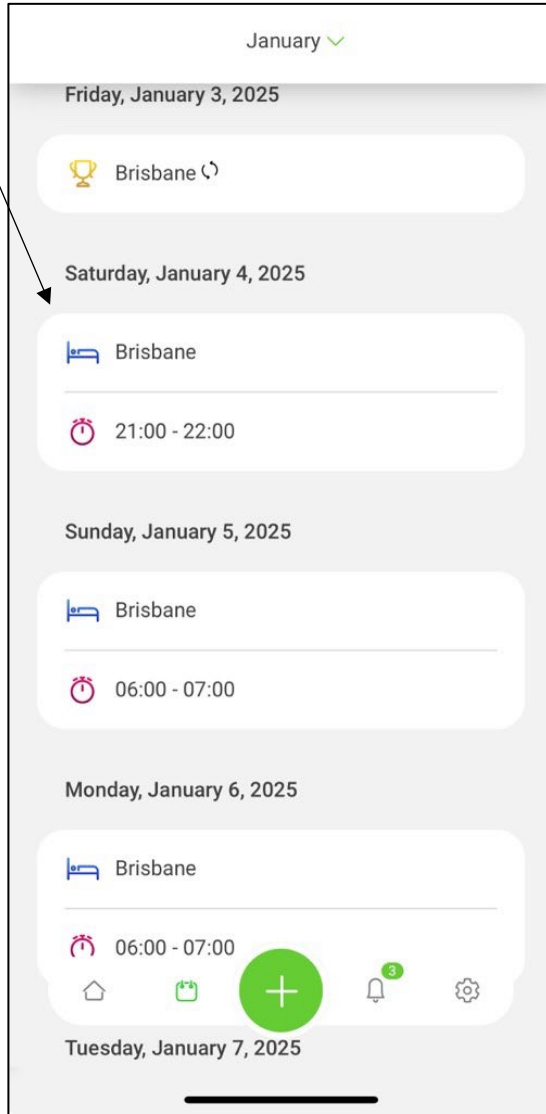 January
Friday, January 3, 2025
Brisbane
Saturday, January 4, 2025
Brisbane
21:00 - 22:00
Sunday, January 5, 2025
Brisbane
06:00 - 07:00
Monday, January 6, 2025
Brisbane
06:00 - 07:00
3
Tuesday, January 7, 2025